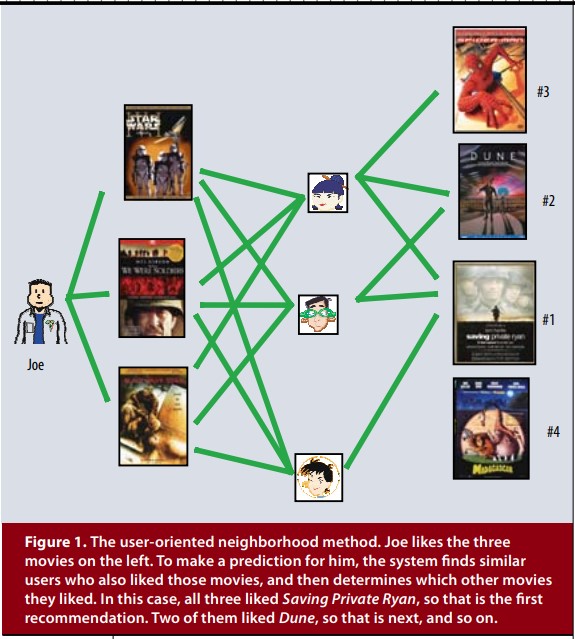 STAR
WARS
WE WERE SOLDIERS
SPIDER-MAN
#3
DUNE
#2
saving private ryan
#1
MADAGASCAR
#4
Joe
Figure 1. The user-oriented neighborhood method. Joe likes the three
movies on the left. To make a prediction for him, the system finds similar
users who also liked those movies, and then determines which other movies
they liked. In this case, all three liked Saving Private Ryan, so that is the first
recommendation. Two of them liked Dune, so that is next, and so on.